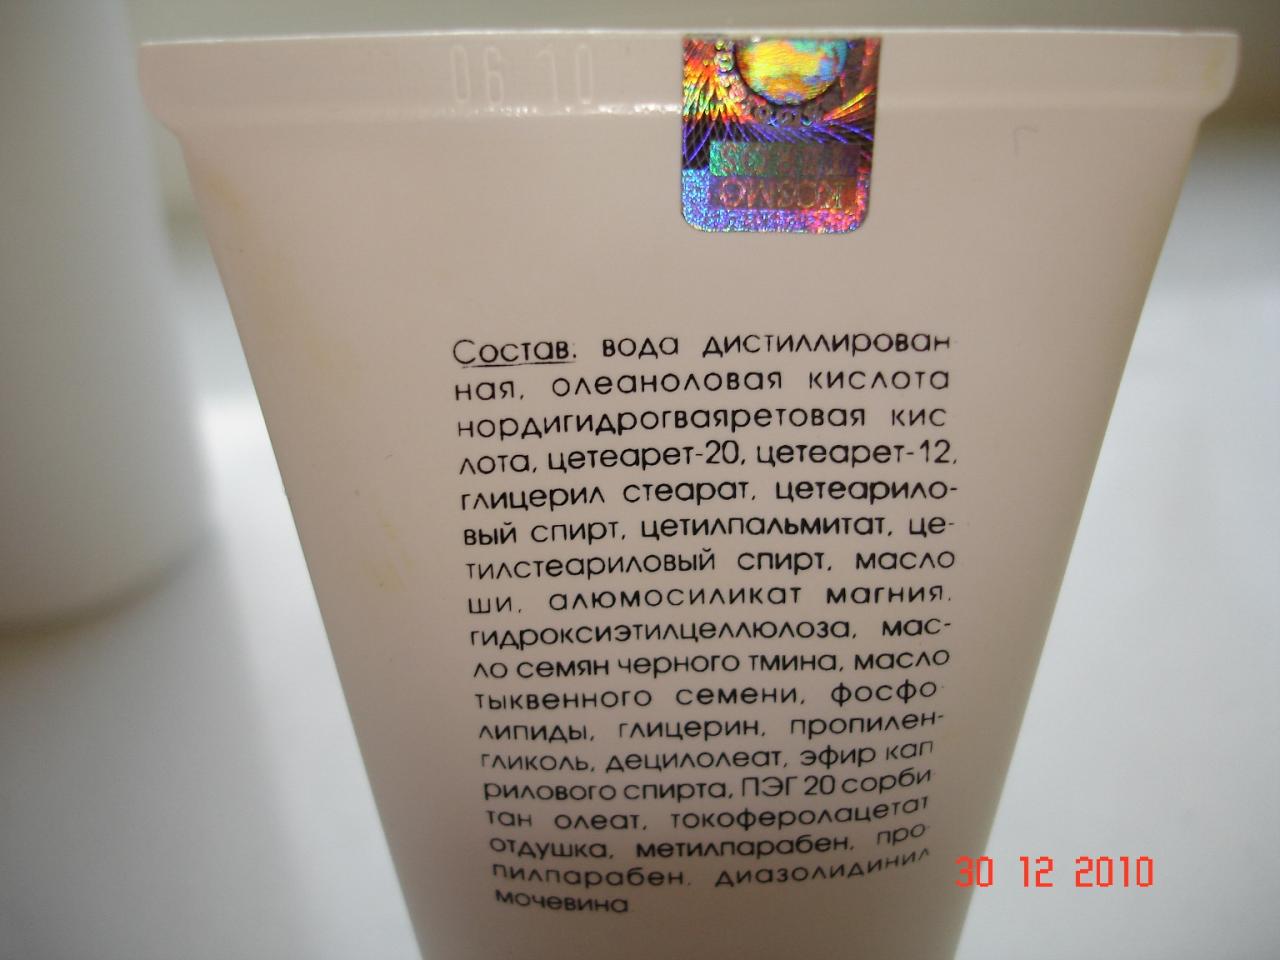 06 10
KOSMO
Состав: вода дистиллирован
ная, олеаноловая кислота
нордигидрогваяретовая кис
лота, цетеарет-20, цетеарет-12,
глицерил стеарат, цетеарило-
вый спирт, цетилпальмитат, це-
тилстеариловый спирт, масло
ши, алюмосиликат магния,
гидроксиэтилцеллюлоза, мас-
ло семян черного тмина, масло
тыквенного семени, фосфо
липиды, глицерин, пропилен-
гликоль, децилолеат, эфир кап
рилового спирта, ПЭГ 20 сорби
тан олеат, токоферолацетат
отдушка, метилпарабен, про
пилпарабен, диазолидинил
мочевина
30 12 2010